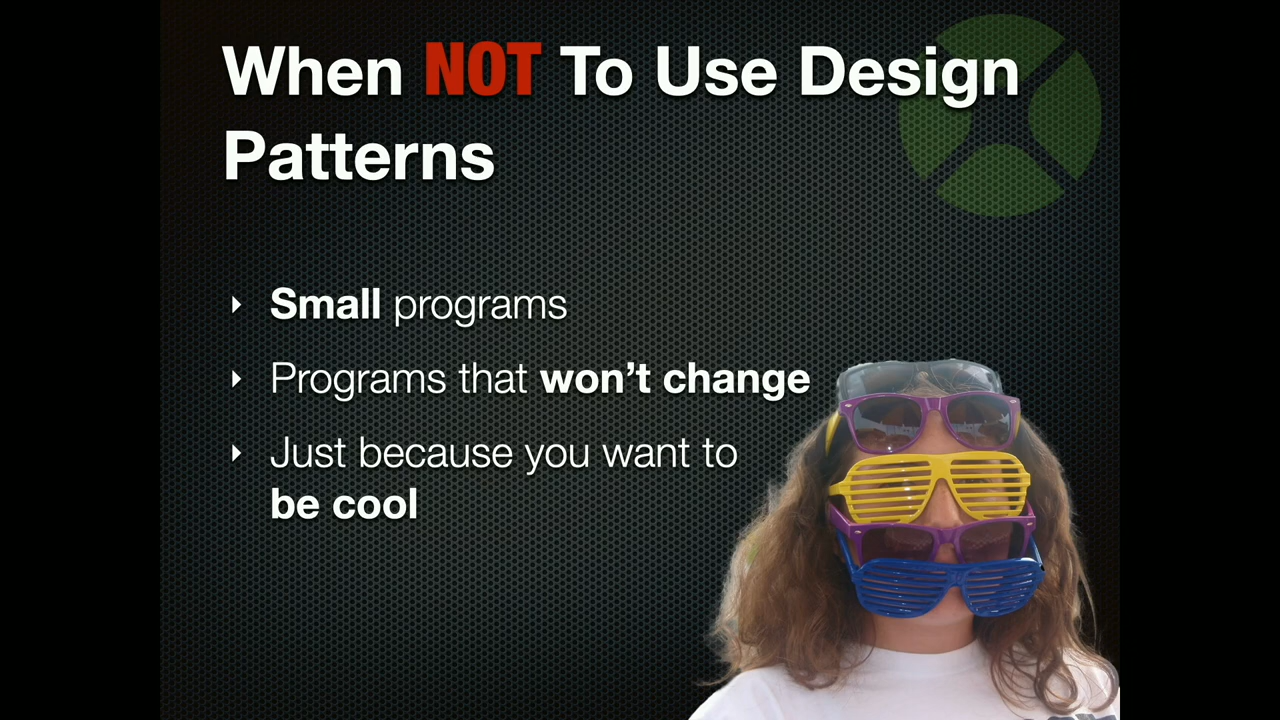 When NOT To Use Design
Patterns
Small programs
Programs that won’t change
Just because you want to
be cool